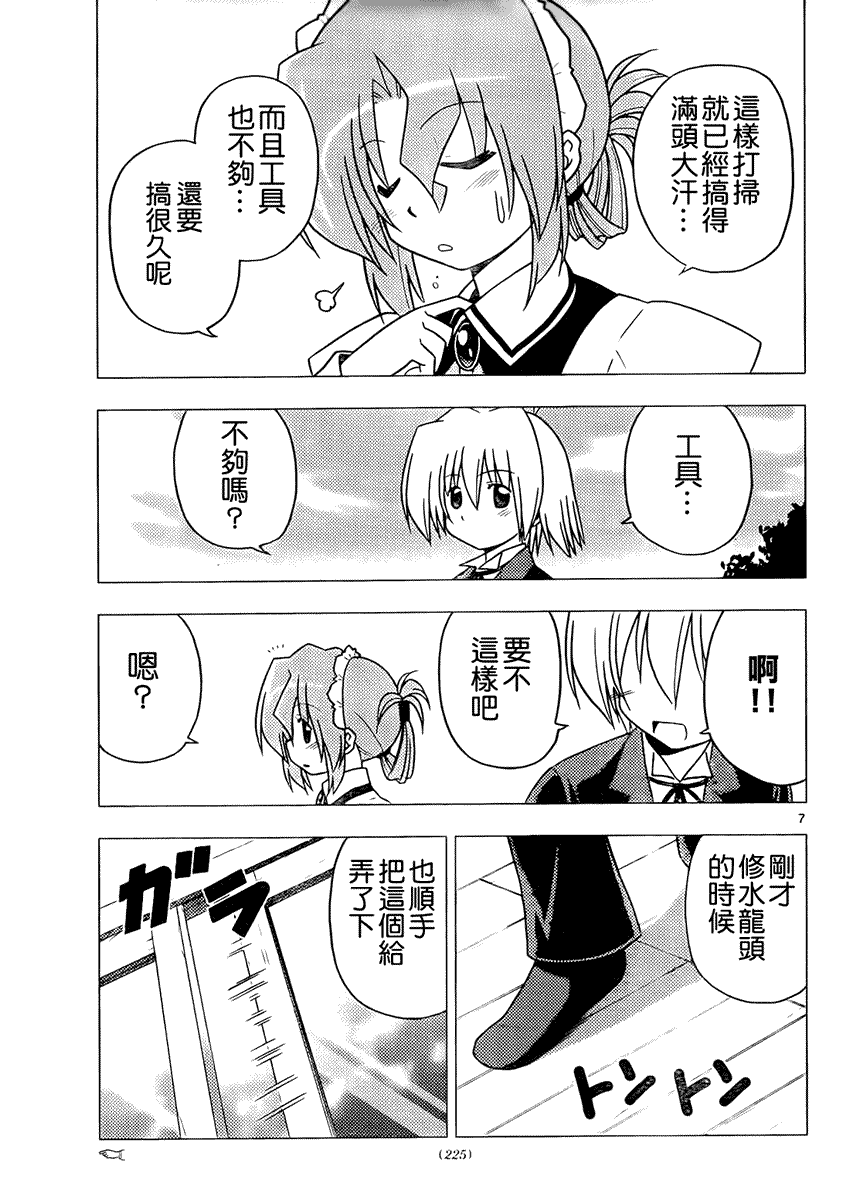 這樣打掃
就已經搞得
滿頭大汗…
而且工具
也不夠…
還要
搞很久呢
工具…
不夠嗎？
啊!!
要不
這樣吧
嗯？
7
剛才
修水龍頭
的時候
トントン
也順手
把這個給
弄了下
ガラ
(225)